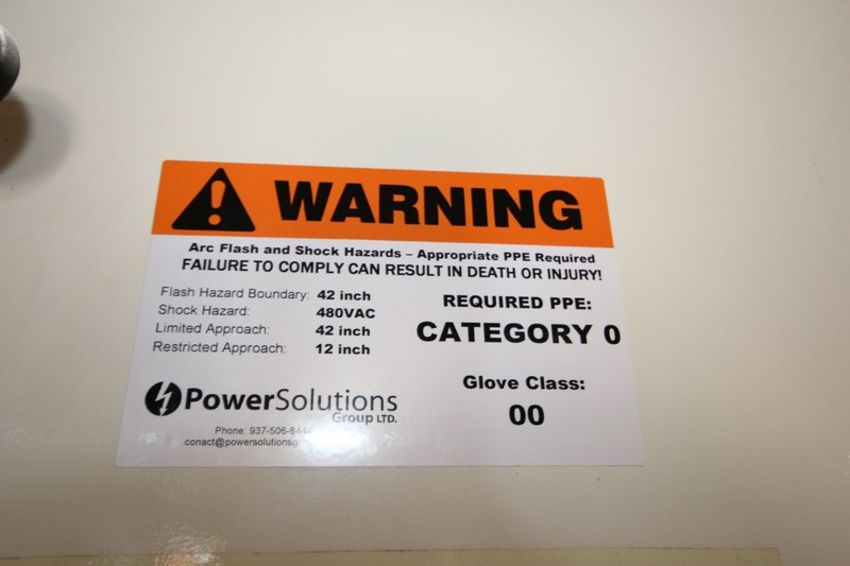 WARNING
Arc Flash and Shock Hazards – Appropriate PPE Required
FAILURE TO COMPLY CAN RESULT IN DEATH OR INJURY!
Flash Hazard Boundary: 42 inch
Shock Hazard: 480VAC
Limited Approach: 42 inch
Restricted Approach: 12 inch
REQUIRED PPE:
CATEGORY 0
Glove Class:
00
PowerSolutions
Group LTD.
Phone: